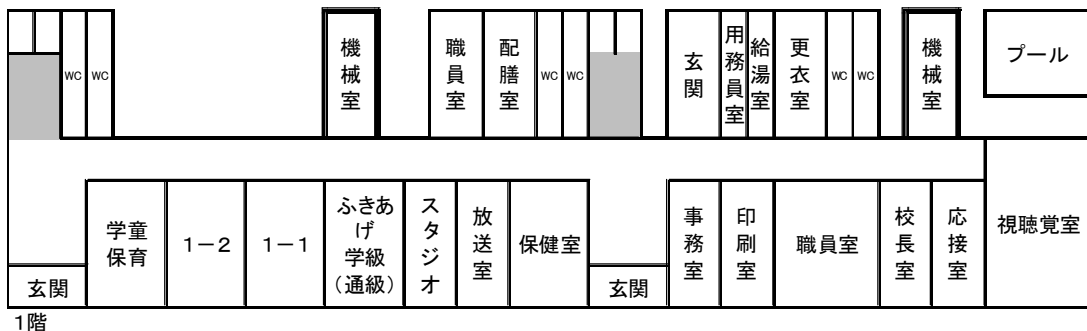 WC
WC
機械室
職員室
配膳室
WC
WC
玄関
用務員室
給湯室
更衣室
WC
WC
機械室
プール
学童
保育
1－2
1－1
ふきあ
げ
学級
(通級)
スタジオ
放送室
保健室
事務室
印刷室
職員室
校長室
応接室
視聴覚室
玄関
玄関
1階